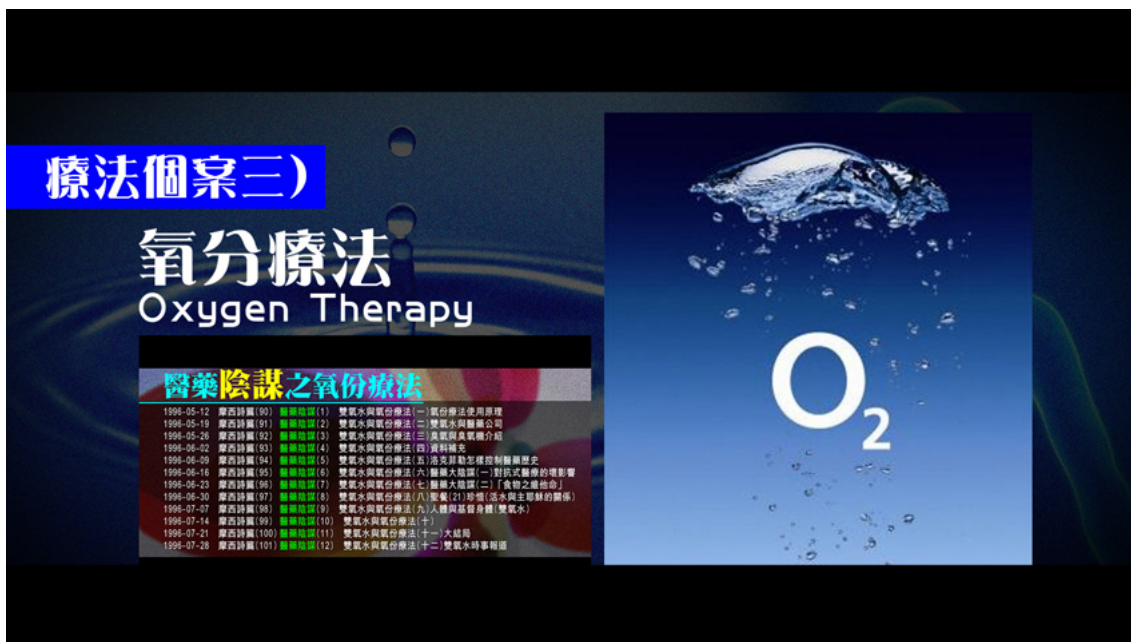 療法個案三)
氧分療法
Oxygen Therapy
醫藥陰謀之氧份療法
1996-05-12 摩西詩篇(90) 醫藥陰謀(1) 雙氧水與氧份療法(一)氧份療法使用原理
1996-05-19 摩西詩篇(91) 醫藥陰謀(2) 雙氧水與氧份療法(二)雙氧水與醫藥公司
1996-05-26 摩西詩篇(92) 醫藥陰謀(3) 雙氧水與氧份療法(三)臭氧與臭氧機介紹
1996-06-02 摩西詩篇(93) 醫藥陰謀(4) 雙氧水與氧份療法(四)資料補充
1996-06-09 摩西詩篇(94) 醫藥陰謀(5) 雙氧水與氧份療法(五)洛克菲勒怎樣控制醫藥歷史
1996-06-16 摩西詩篇(95) 醫藥陰謀(6) 雙氧水與氧份療法(六)醫藥大陰謀(一)對抗式醫療的壞影響
1996-06-23 摩西詩篇(96) 醫藥陰謀(7) 雙氧水與氧份療法(七)醫藥大陰謀(二)「食物之維他命」
1996-06-30 摩西詩篇(97) 醫藥陰謀(8) 雙氧水與氧份療法(八)聖餐(21)珍惜(活水與主耶穌的關係)
1996-07-07 摩西詩篇(98) 醫藥陰謀(9) 雙氧水與氧份療法(九)人體與基督身體(雙氧水)
1996-07-14 摩西詩篇(99) 醫藥陰謀(10) 雙氧水與氧份療法(十)
1996-07-21 摩西詩篇(100) 醫藥陰謀(11) 雙氧水與氧份療法(十一)大結局
1996-07-28 摩西詩篇(101) 醫藥陰謀(12) 雙氧水與氧份療法(十二)雙氧水時事報道
O2